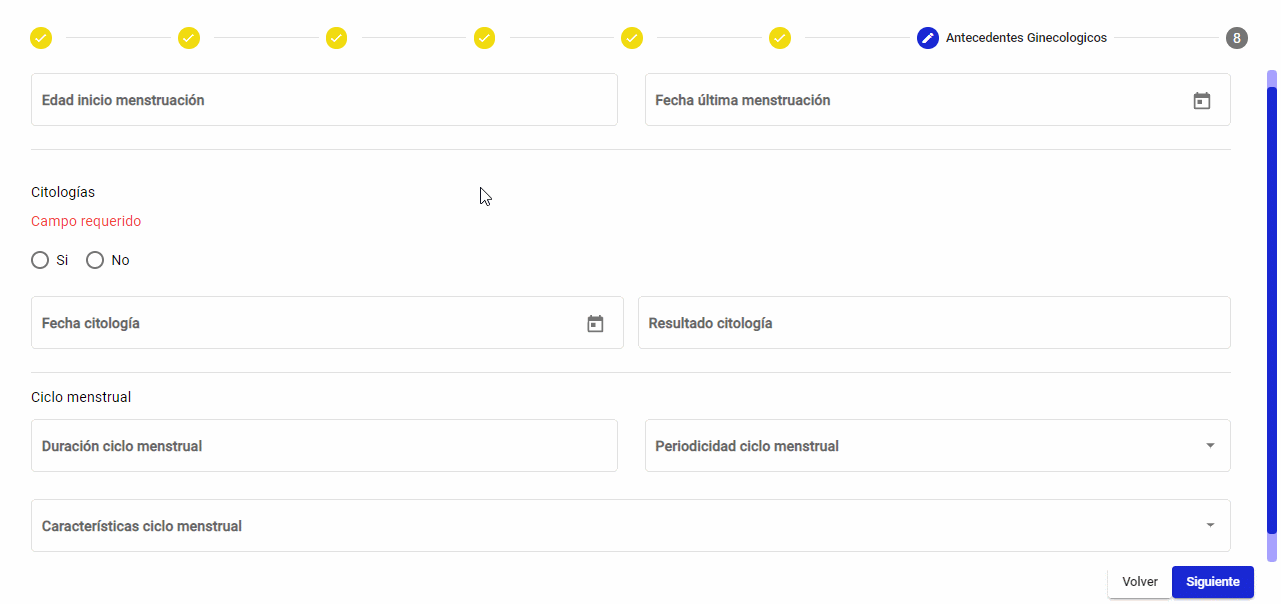 Antecedentes Ginecologicos
8
Edad inicio menstruación
Fecha última menstruación
Citologías
Campo requerido
Si
No
Fecha citología
Resultado citología
Ciclo menstrual
Duración ciclo menstrual
Periodicidad ciclo menstrual
Características ciclo menstrual
Volver
Siguiente